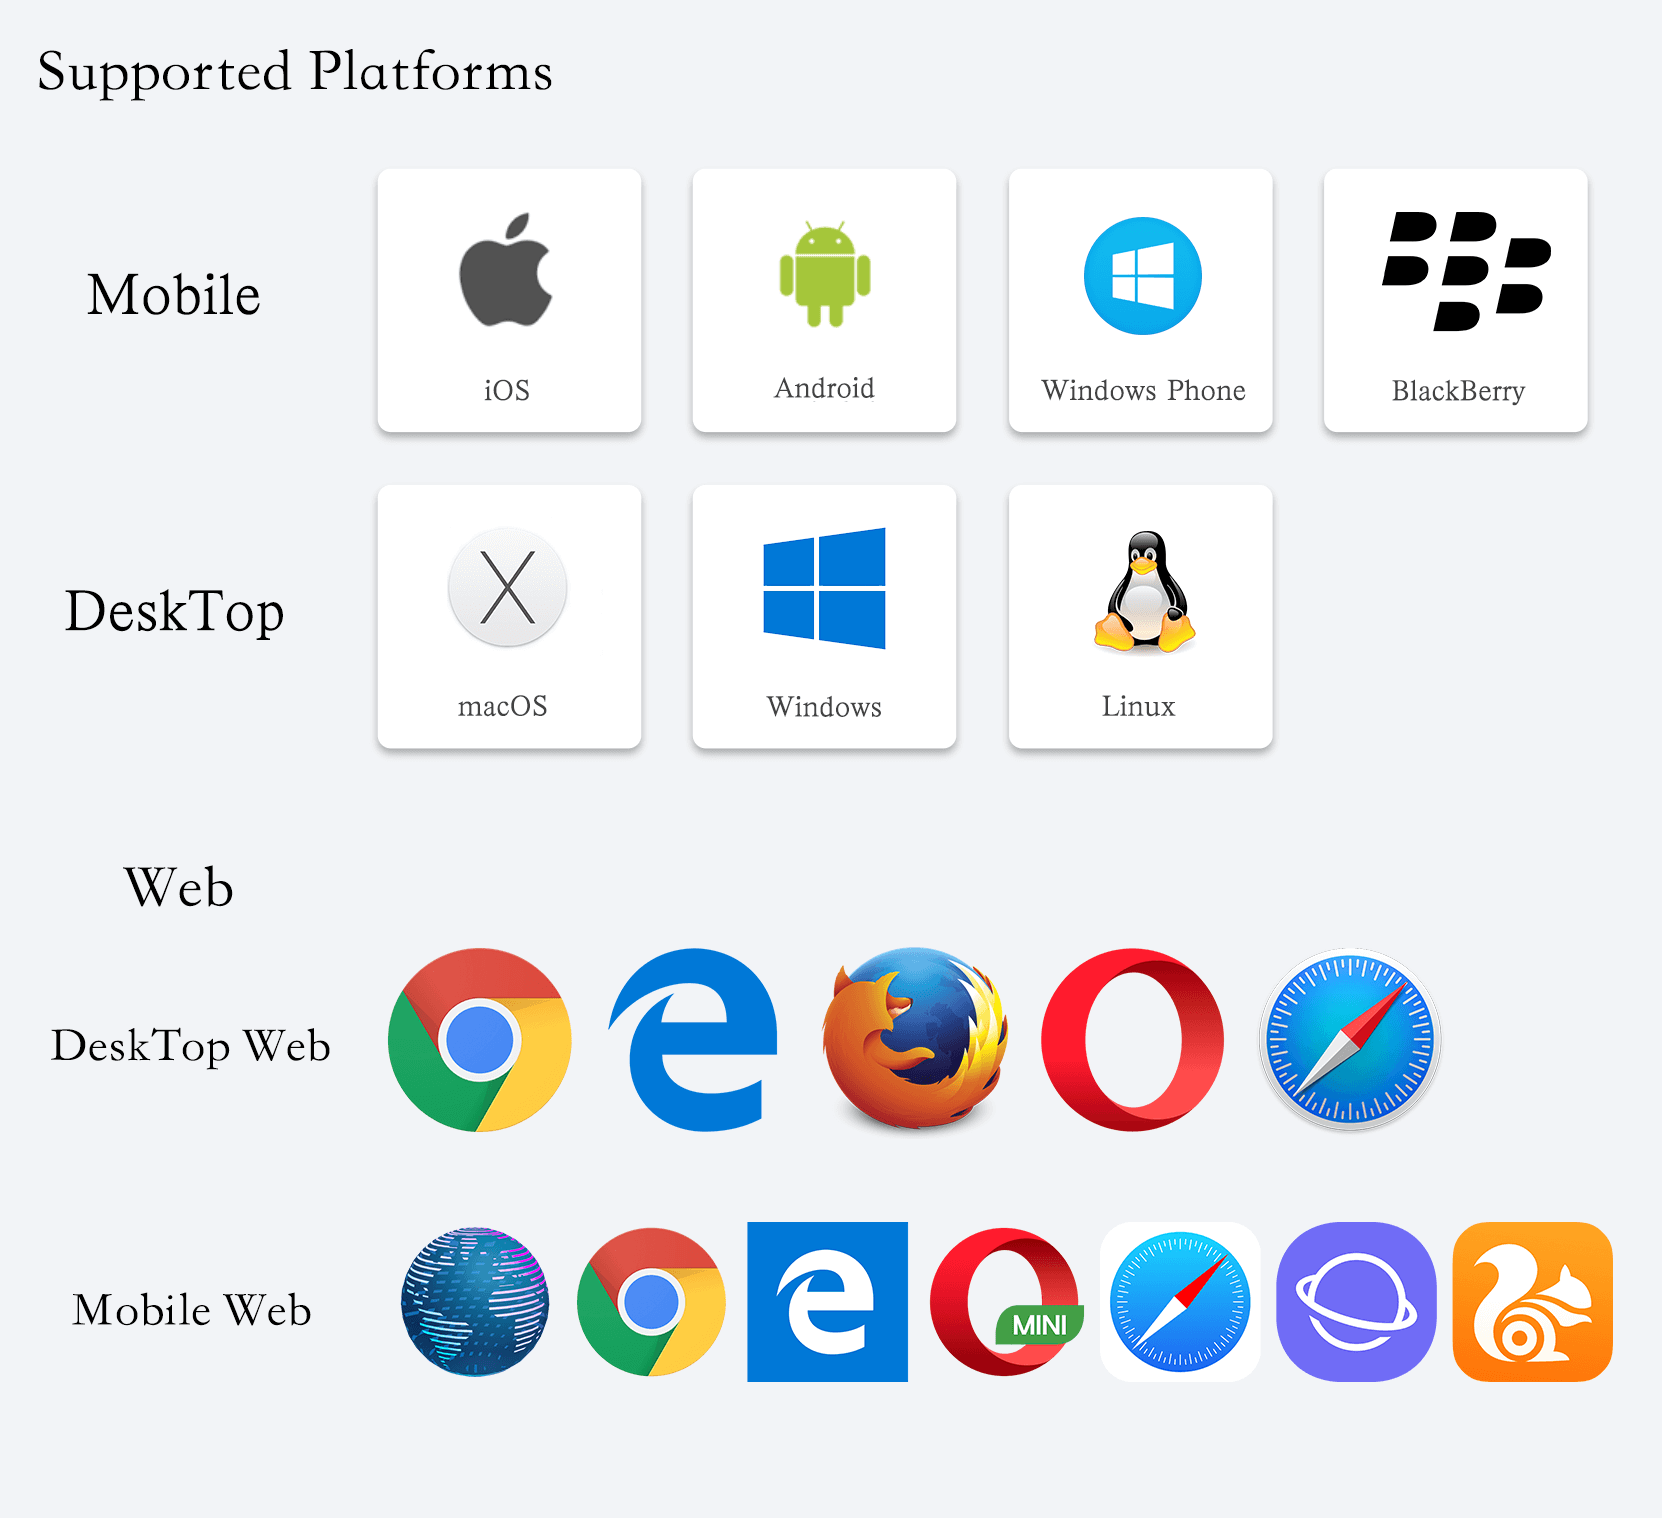 Supported Platforms
Mobile
iOS
Android
Windows Phone
BlackBerry
DeskTop
macOS
Windows
Linux
Web
DeskTop Web
Mobile Web
MINI